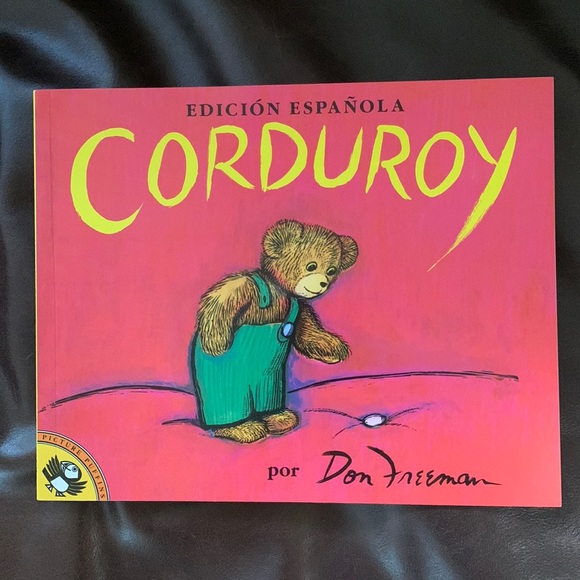 EDICIÓN ESPAÑOLA
CORDUROY
por Don Freeman
PICTURE PUFFINS